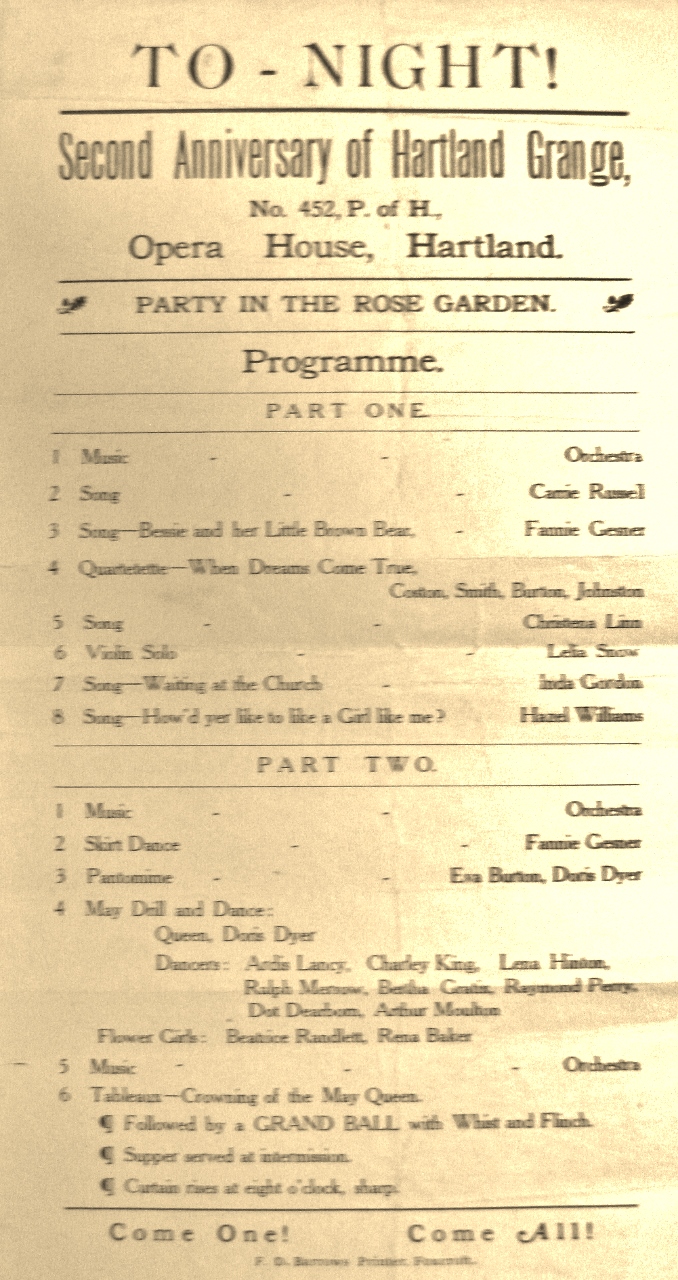 TO-NIGHT!
Second Anniversary of Hartland Grange,
No. 452, P. of H.,
Opera House, Hartland.
PARTY IN THE ROSE GARDEN.
Programme.
PART ONE.
1 Music - - Orchestra
2 Song - - Carrie Russel
3 Song—Bessie and her Little Brown Bear, - Fannie Gesner
4 Quartetette—When Dreams Come True,
Coston, Smith, Burton, Johnston
5 Song - - Christena Linn
6 Violin Solo - - Lelia Snow
7 Song—Waiting at the Church - Inda Gordon
8 Song—How'd yer like to like a Girl like me? Hazel Williams
PART TWO.
1 Music - - Orchestra
2 Skirt Dance - - Fannie Gesner
3 Pantomime - - Eva Burton, Doris Dyer
4 May Drill and Dance:
Queen, Doris Dyer
Dancers: Ardis Lancy, Charley King, Lena Hinton,
Ralph Merrow, Bertha Gratin, Raymond Perry,
Dot Dearborn, Arthur Moulton
Flower Girls: Beatrice Randlett, Rena Baker
5 Music - - - Orchestra
6 Tableaux—Crowning of the May Queen.
¶ Followed by a GRAND BALL with Whist and Flinch.
¶ Supper served at intermission.
¶ Curtain rises at eight o'clock, sharp.
Come One! Come All!
F. D. Barrows Printer,